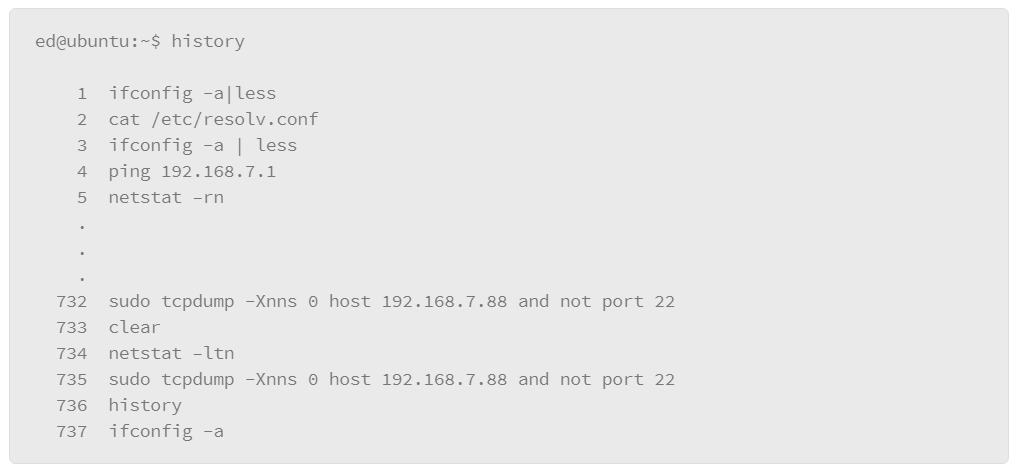 ed@ubuntu:~$ history
1 ifconfig -a|less
2 cat /etc/resolv.conf
3 ifconfig -a | less
4 ping 192.168.7.1
5 netstat -rn
.
.
.
732 sudo tcpdump -Xnns 0 host 192.168.7.88 and not port 22
733 clear
734 netstat -ltn
735 sudo tcpdump -Xnns 0 host 192.168.7.88 and not port 22
736 history
737 ifconfig -a